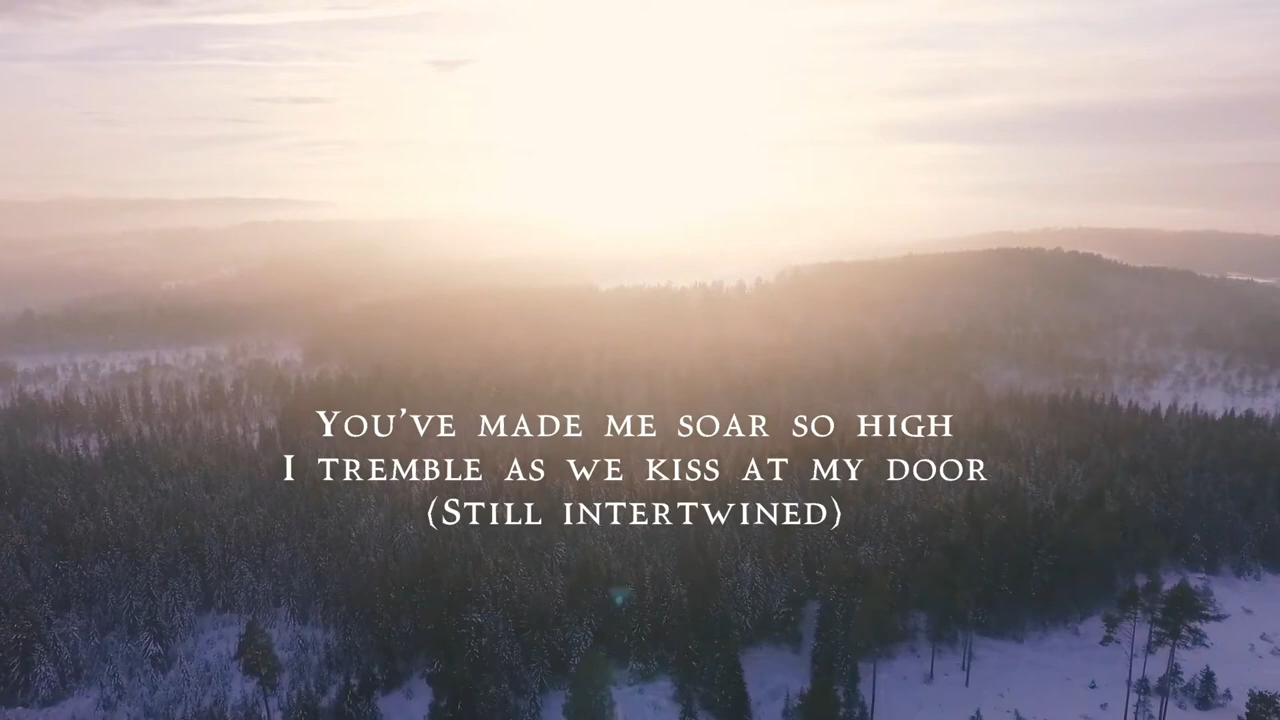 You've made me soar so high
I tremble as we kiss at my door
(Still intertwined)